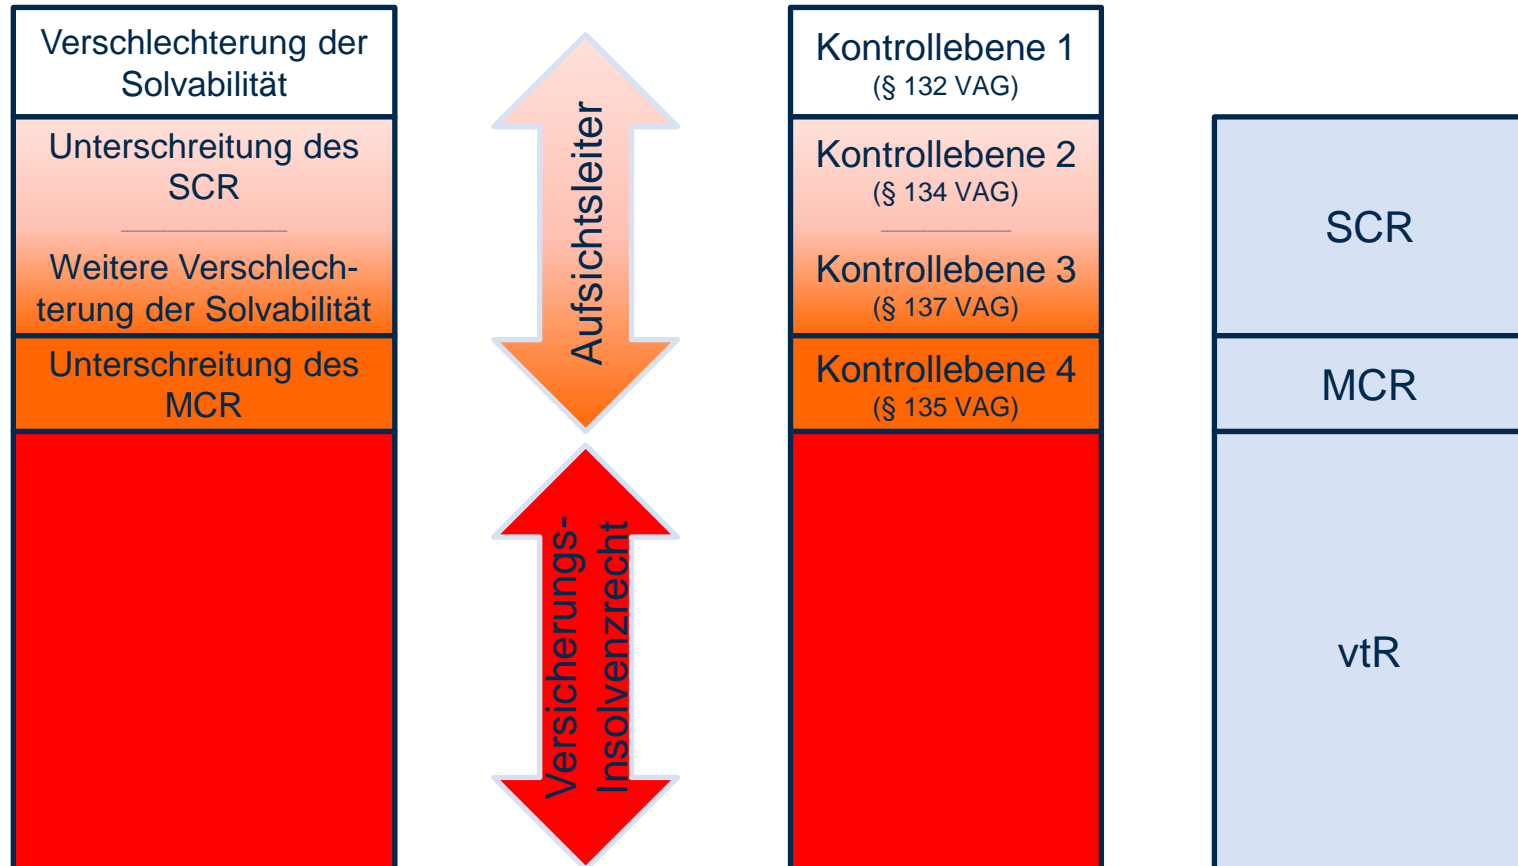 Verschlechterung der
Solvabilität
Unterschreitung des
SCR
Weitere Verschlech-
terung der Solvabilität
Unterschreitung des
MCR
Aufsichtsleiter
Versicherungs-
Insolvenzrecht
Kontrollebene 1
(§ 132 VAG)
Kontrollebene 2
(§ 134 VAG)
Kontrollebene 3
(§ 137 VAG)
Kontrollebene 4
(§ 135 VAG)
SCR
MCR
vtR